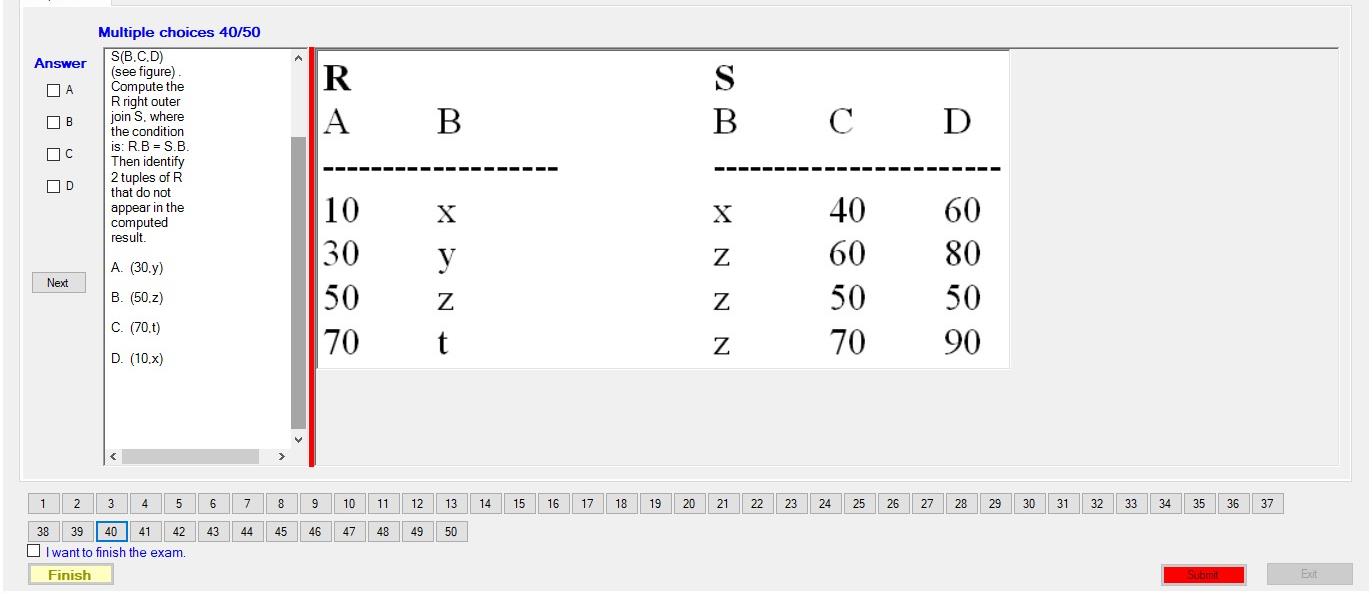 Multiple choices 40/50
Answer
A
B
C
D
Next
S(B,C,D)
(see figure) .
Compute the
R right outer
join S, where
the condition
is: R.B = S.B.
Then identify
2 tuples of R
that do not
appear in the
computed
result.
A. (30,y)
B. (50,z)
C. (70,t)
D. (10,x)
R S
A B B C D
-------------------- ------------------------
10 x x 40 60
30 y z 60 80
50 z z 50 50
70 t z 70 90
1 2 3 4 5 6 7 8 9 10 11 12 13 14 15 16 17 18 19 20 21 22 23 24 25 26 27 28 29 30 31 32 33 34 35 36 37
38 39 40 41 42 43 44 45 46 47 48 49 50
I want to finish the exam.
Finish Submit Exit